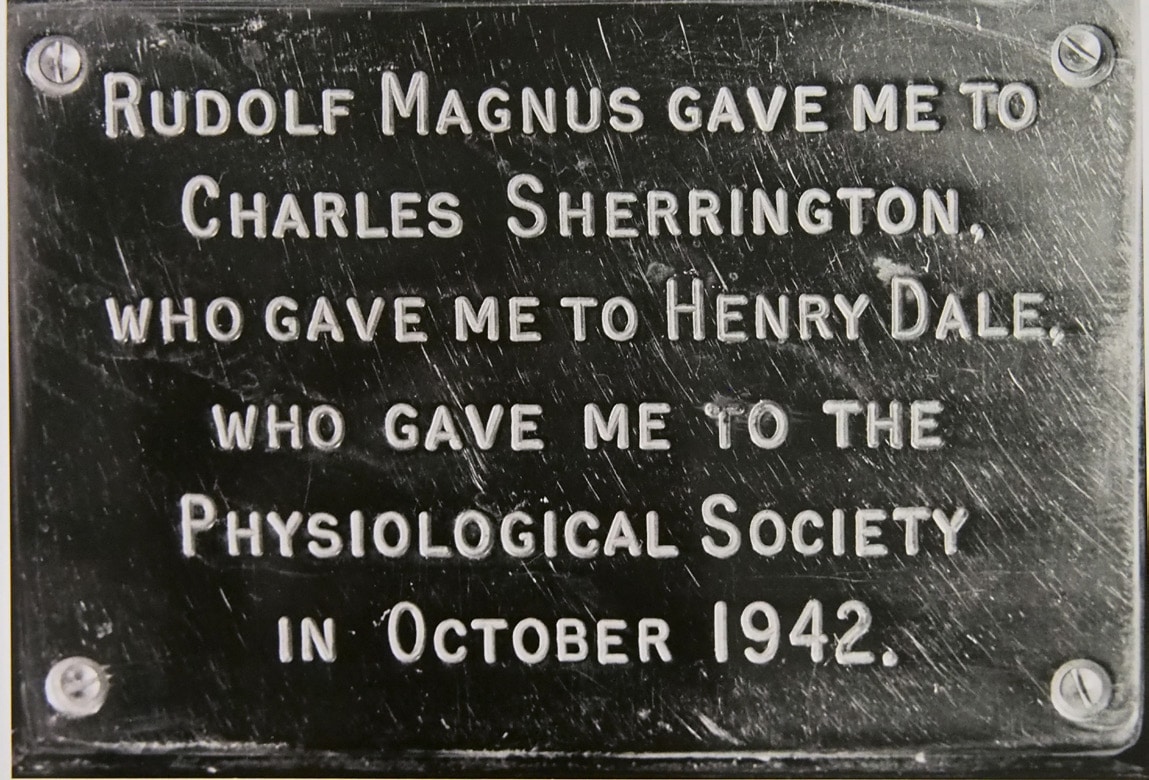 Rudolf Magnus gave me to
Charles Sherrington,
who gave me to Henry Dale,
who gave me to the
Physiological Society
in October 1942.